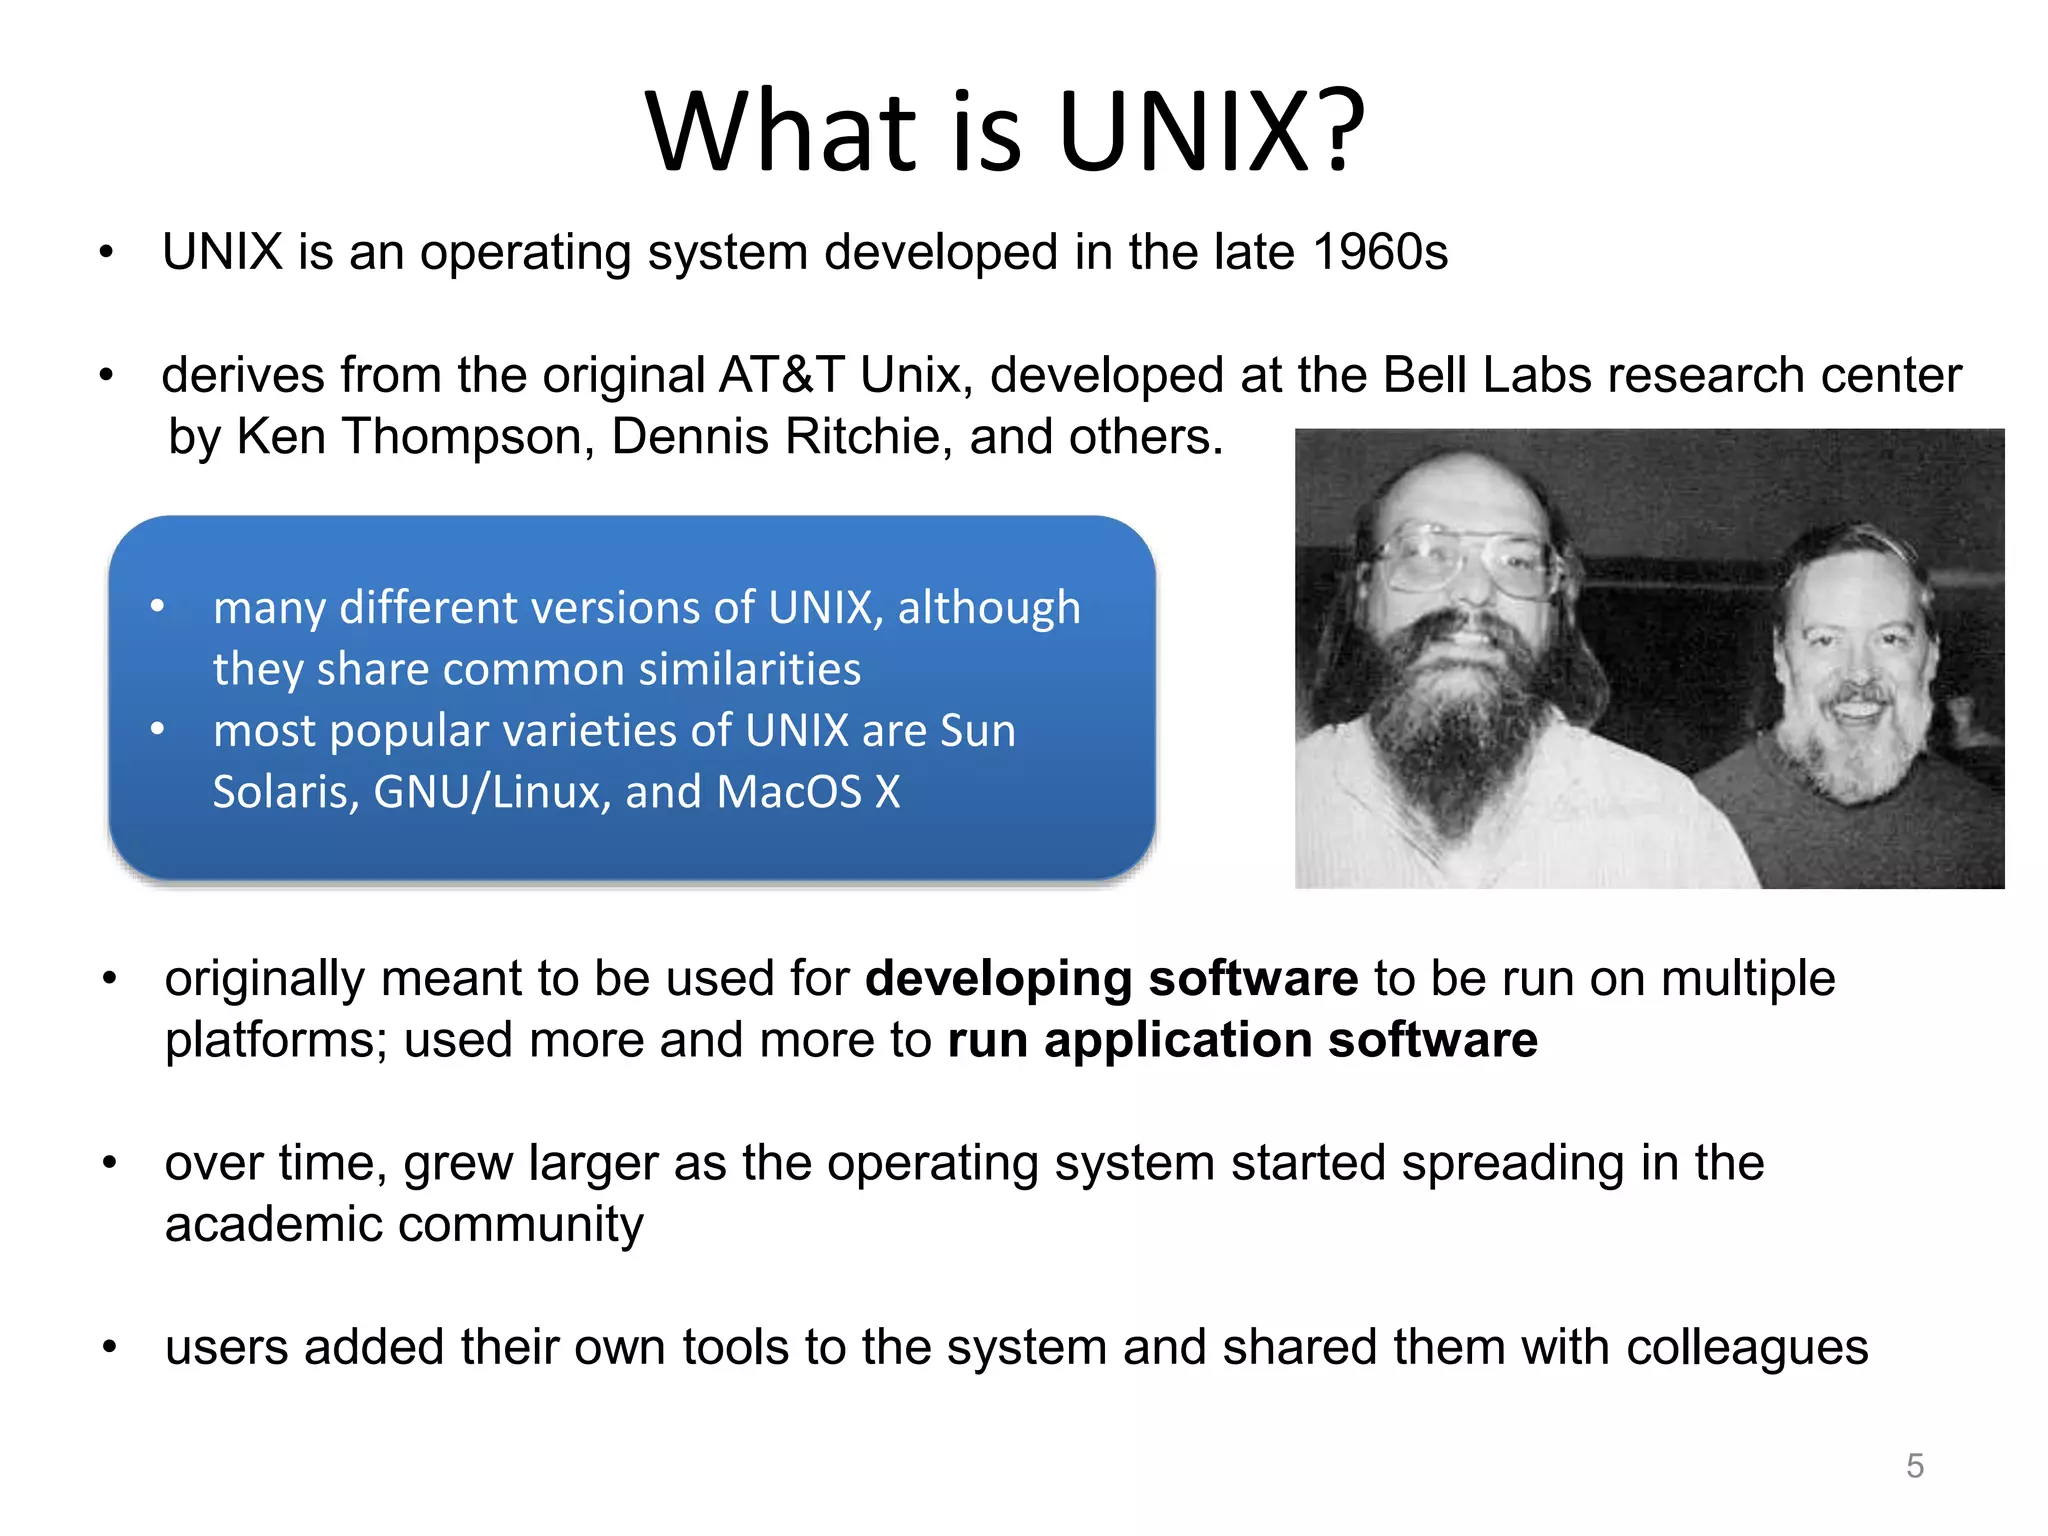 What is UNIX?
• UNIX is an operating system developed in the late 1960s
• derives from the original AT&T Unix, developed at the Bell Labs research center
by Ken Thompson, Dennis Ritchie, and others.
• many different versions of UNIX, although
they share common similarities
• most popular varieties of UNIX are Sun
Solaris, GNU/Linux, and MacOS X
• originally meant to be used for developing software to be run on multiple
platforms; used more and more to run application software
• over time, grew larger as the operating system started spreading in the
academic community
• users added their own tools to the system and shared them with colleagues
5